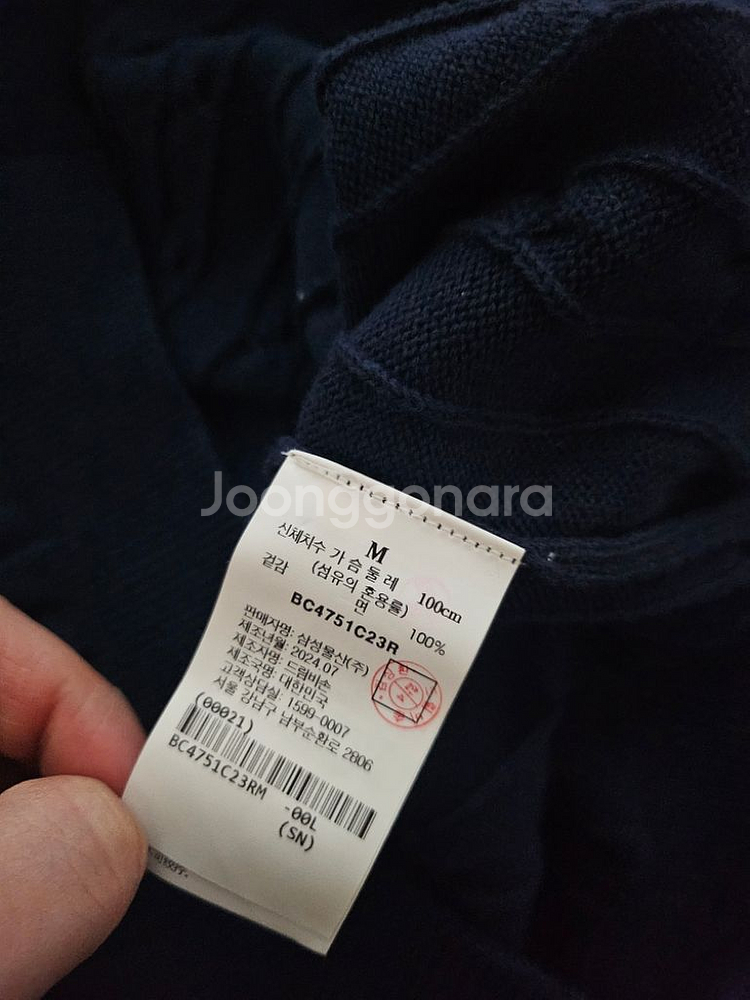 Joonggonara
M
신체치수 가슴둘레 100cm
(섬유의 혼용률)
겉감 면 100%
BC4751C23R
판매자명: 삼성물산(주)
제조년월: 2024.07
제조자명: 드림비손
제조국명: 대한민국
고객상담실: 1599-0007
서울 강남구 남부순환로 2806
(00021)
BC4751C23RM -00L
(SN)